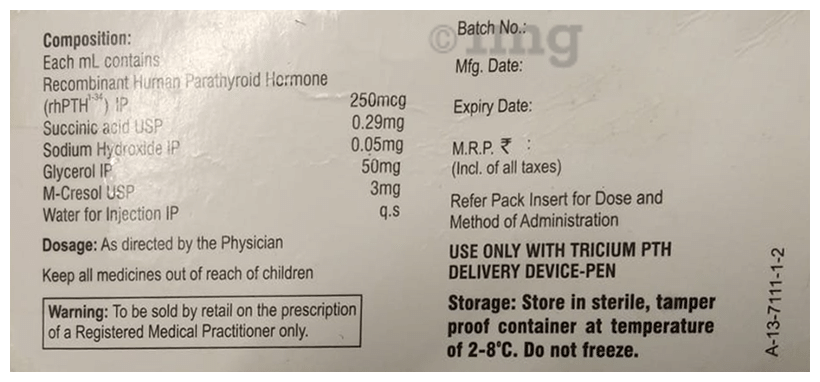 Composition:
Each mL contains
Recombinant Human Parathyroid Hormone
(rhPTH¹⁻³⁴) IP 250mcg
Succinic acid USP 0.29mg
Sodium Hydroxide IP 0.05mg
Glycerol IP 50mg
M-Cresol USP 3mg
Water for Injection IP q.s
Dosage: As directed by the Physician
Keep all medicines out of reach of children
Warning: To be sold by retail on the prescription
of a Registered Medical Practitioner only.
©1mg
Batch No.:
Mfg. Date:
Expiry Date:
M.R.P. ₹ :
(Incl. of all taxes)
Refer Pack Insert for Dose and
Method of Administration
USE ONLY WITH TRICIUM PTH
DELIVERY DEVICE-PEN
Storage: Store in sterile, tamper
proof container at temperature
of 2-8°C. Do not freeze.
A-13-7111-1-2